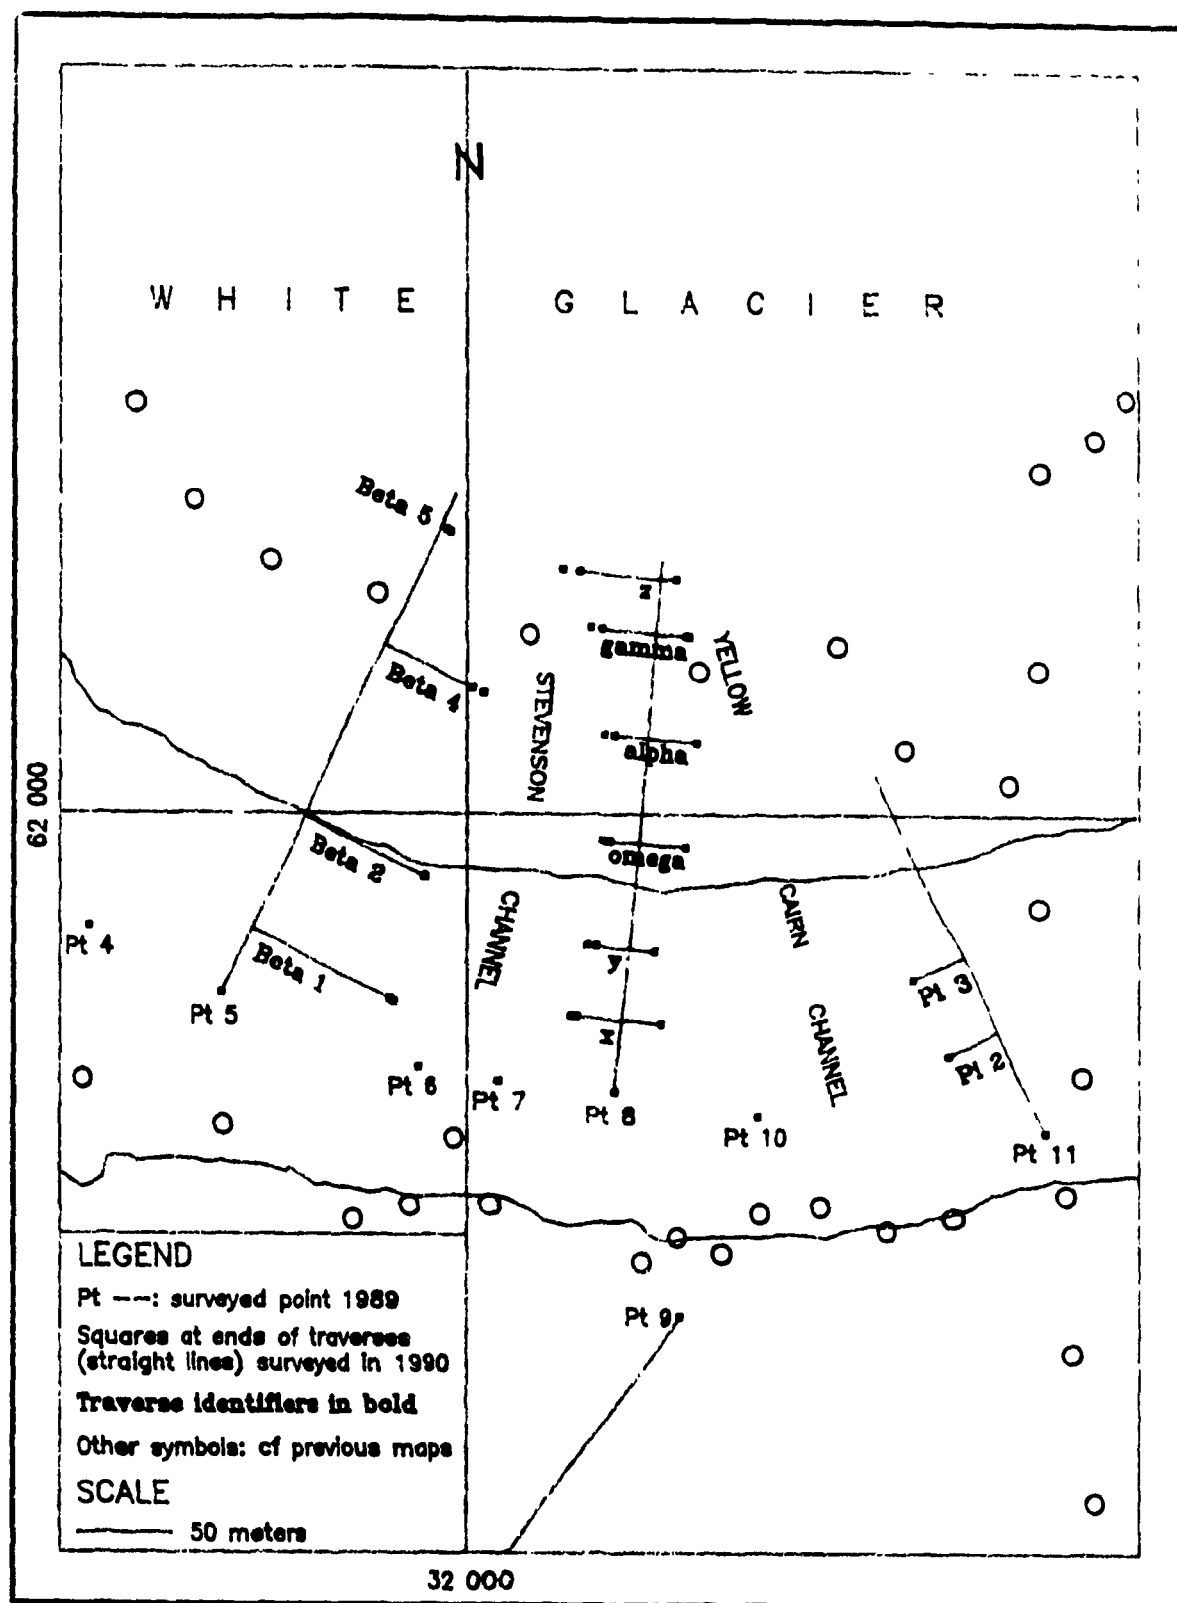 N
WHITE GLACIER
Beta 5
z
gamma
YELLOW
Beta 4
STEVENSON
alpha
62 000
Beta 2
omega
CAIRN
CHANNEL
Pt 4
Beta 1
y
Pt 3
Pt 5
x
CHANNEL
Pt 2
Pt 6
Pt 7
Pt 8
Pt 10
Pt 11
LEGEND
Pt ---: surveyed point 1989
Pt 9
Squares at ends of traverses
(straight lines) surveyed in 1990
Traverse identifiers in bold
Other symbols: cf previous maps
SCALE
50 meters
32 000